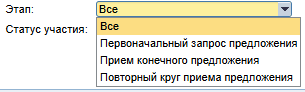 Этап: Все
Статус участия: Все
Первоначальный запрос предложения
Прием конечного предложения
Повторный круг приема предложения